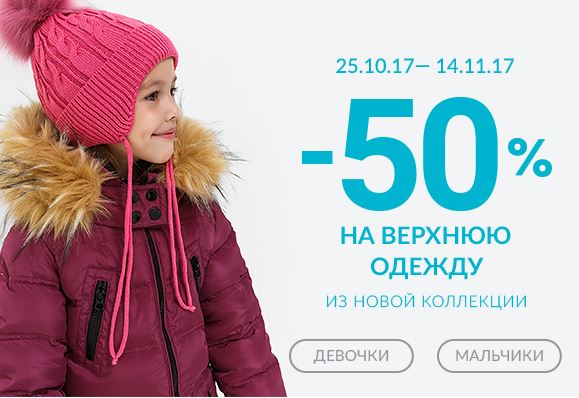 25.10.17— 14.11.17
-50%
НА ВЕРХНЮЮ
ОДЕЖДУ
ИЗ НОВОЙ КОЛЛЕКЦИИ
ДЕВОЧКИ МАЛЬЧИКИ